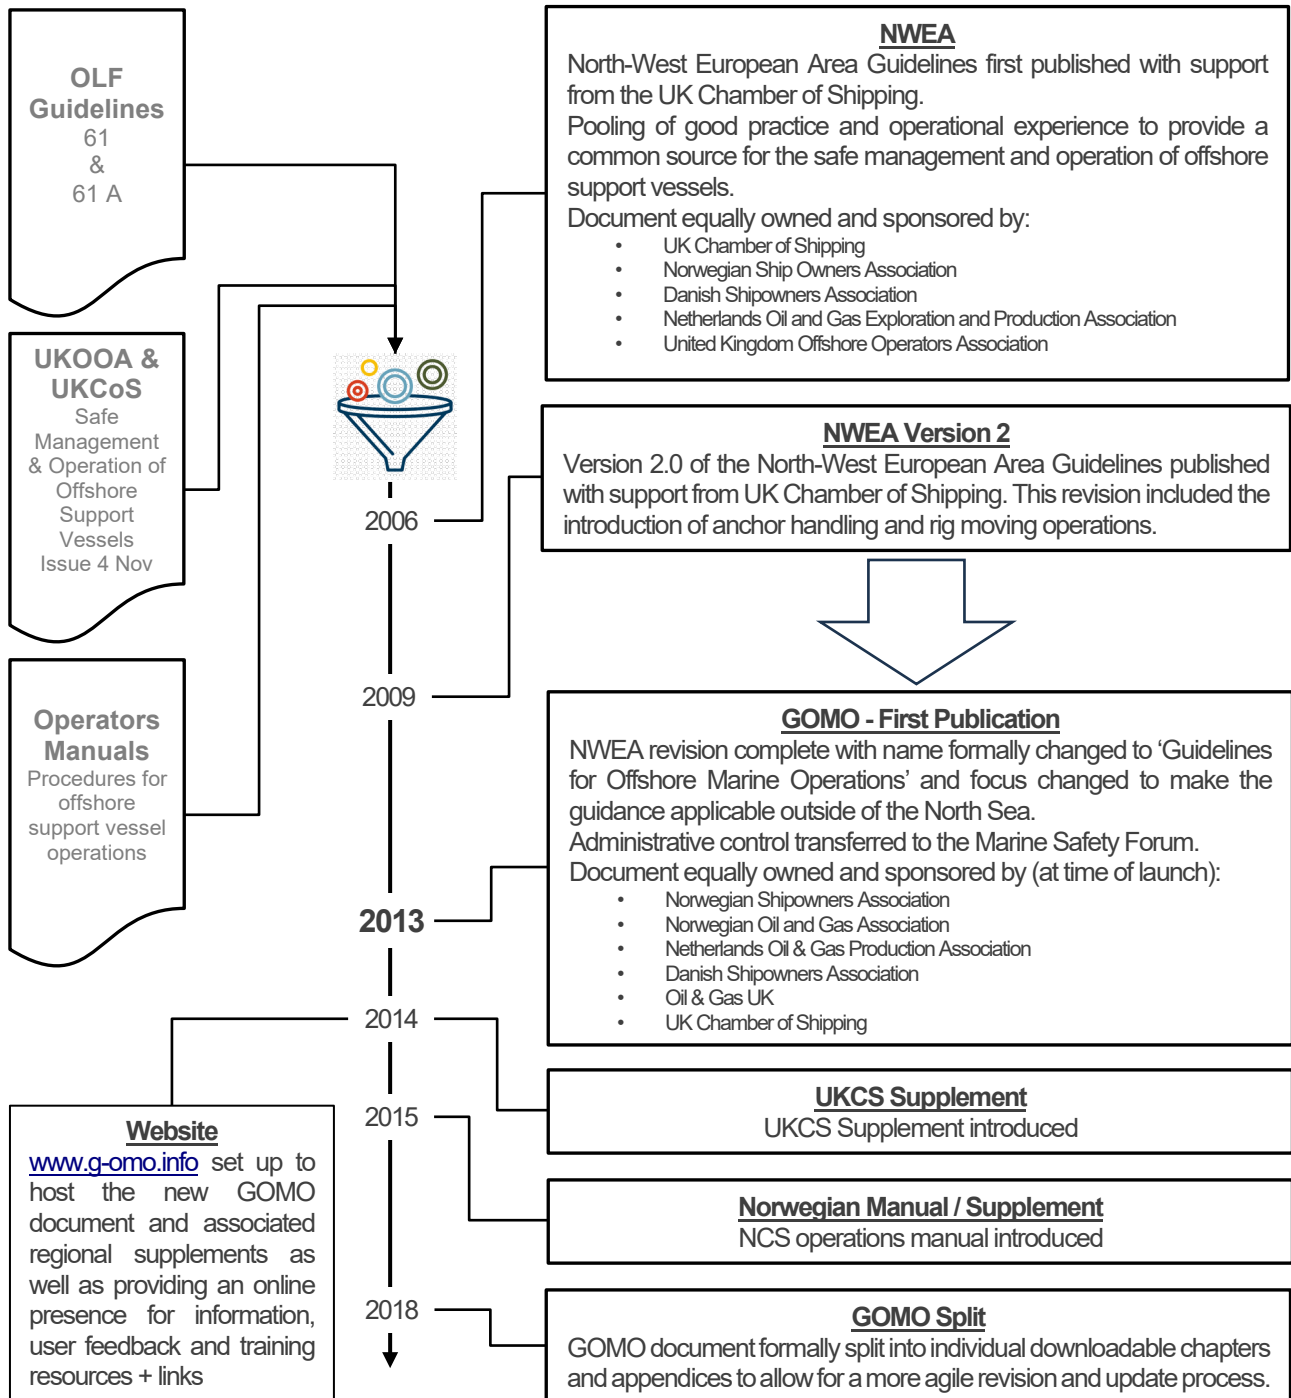 OLF
Guidelines
61
&
61 A
UKOOA &
UKCoS
Safe
Management
& Operation of
Offshore
Support
Vessels
Issue 4 Nov
Operators
Manuals
Procedures for
offshore
support vessel
operations
NWEA
North-West European Area Guidelines first published with support
from the UK Chamber of Shipping.
Pooling of good practice and operational experience to provide a
common source for the safe management and operation of offshore
support vessels.
Document equally owned and sponsored by:
• UK Chamber of Shipping
• Norwegian Ship Owners Association
• Danish Shipowners Association
• Netherlands Oil and Gas Exploration and Production Association
• United Kingdom Offshore Operators Association
2006
NWEA Version 2
Version 2.0 of the North-West European Area Guidelines published
with support from UK Chamber of Shipping. This revision included the
introduction of anchor handling and rig moving operations.
2009
GOMO - First Publication
NWEA revision complete with name formally changed to ‘Guidelines
for Offshore Marine Operations’ and focus changed to make the
guidance applicable outside of the North Sea.
Administrative control transferred to the Marine Safety Forum.
Document equally owned and sponsored by (at time of launch):
• Norwegian Shipowners Association
• Norwegian Oil and Gas Association
• Netherlands Oil & Gas Production Association
• Danish Shipowners Association
• Oil & Gas UK
• UK Chamber of Shipping
2013
2014
UKCS Supplement
UKCS Supplement introduced
2015
Norwegian Manual / Supplement
NCS operations manual introduced
Website
www.g-omo.info set up to
host the new GOMO
document and associated
regional supplements as
well as providing an online
presence for information,
user feedback and training
resources + links
2018
GOMO Split
GOMO document formally split into individual downloadable chapters
and appendices to allow for a more agile revision and update process.